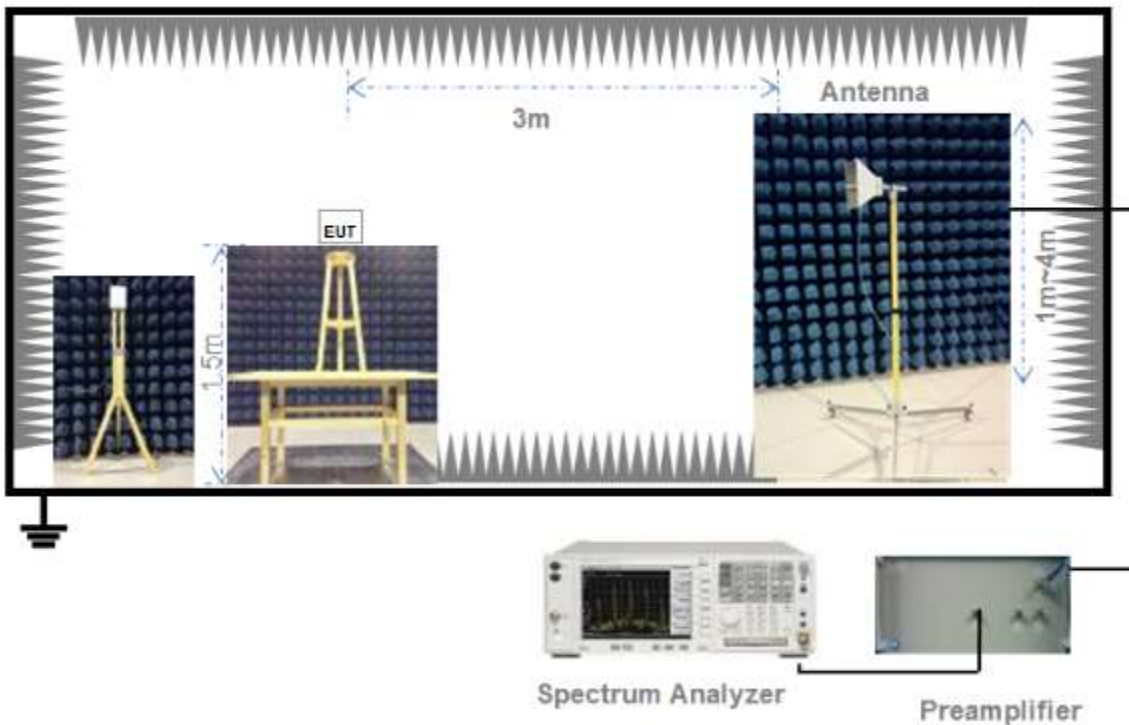 Antenna
3m
EUT
1.5m
1m~4m
Spectrum Analyzer
Preamplifier